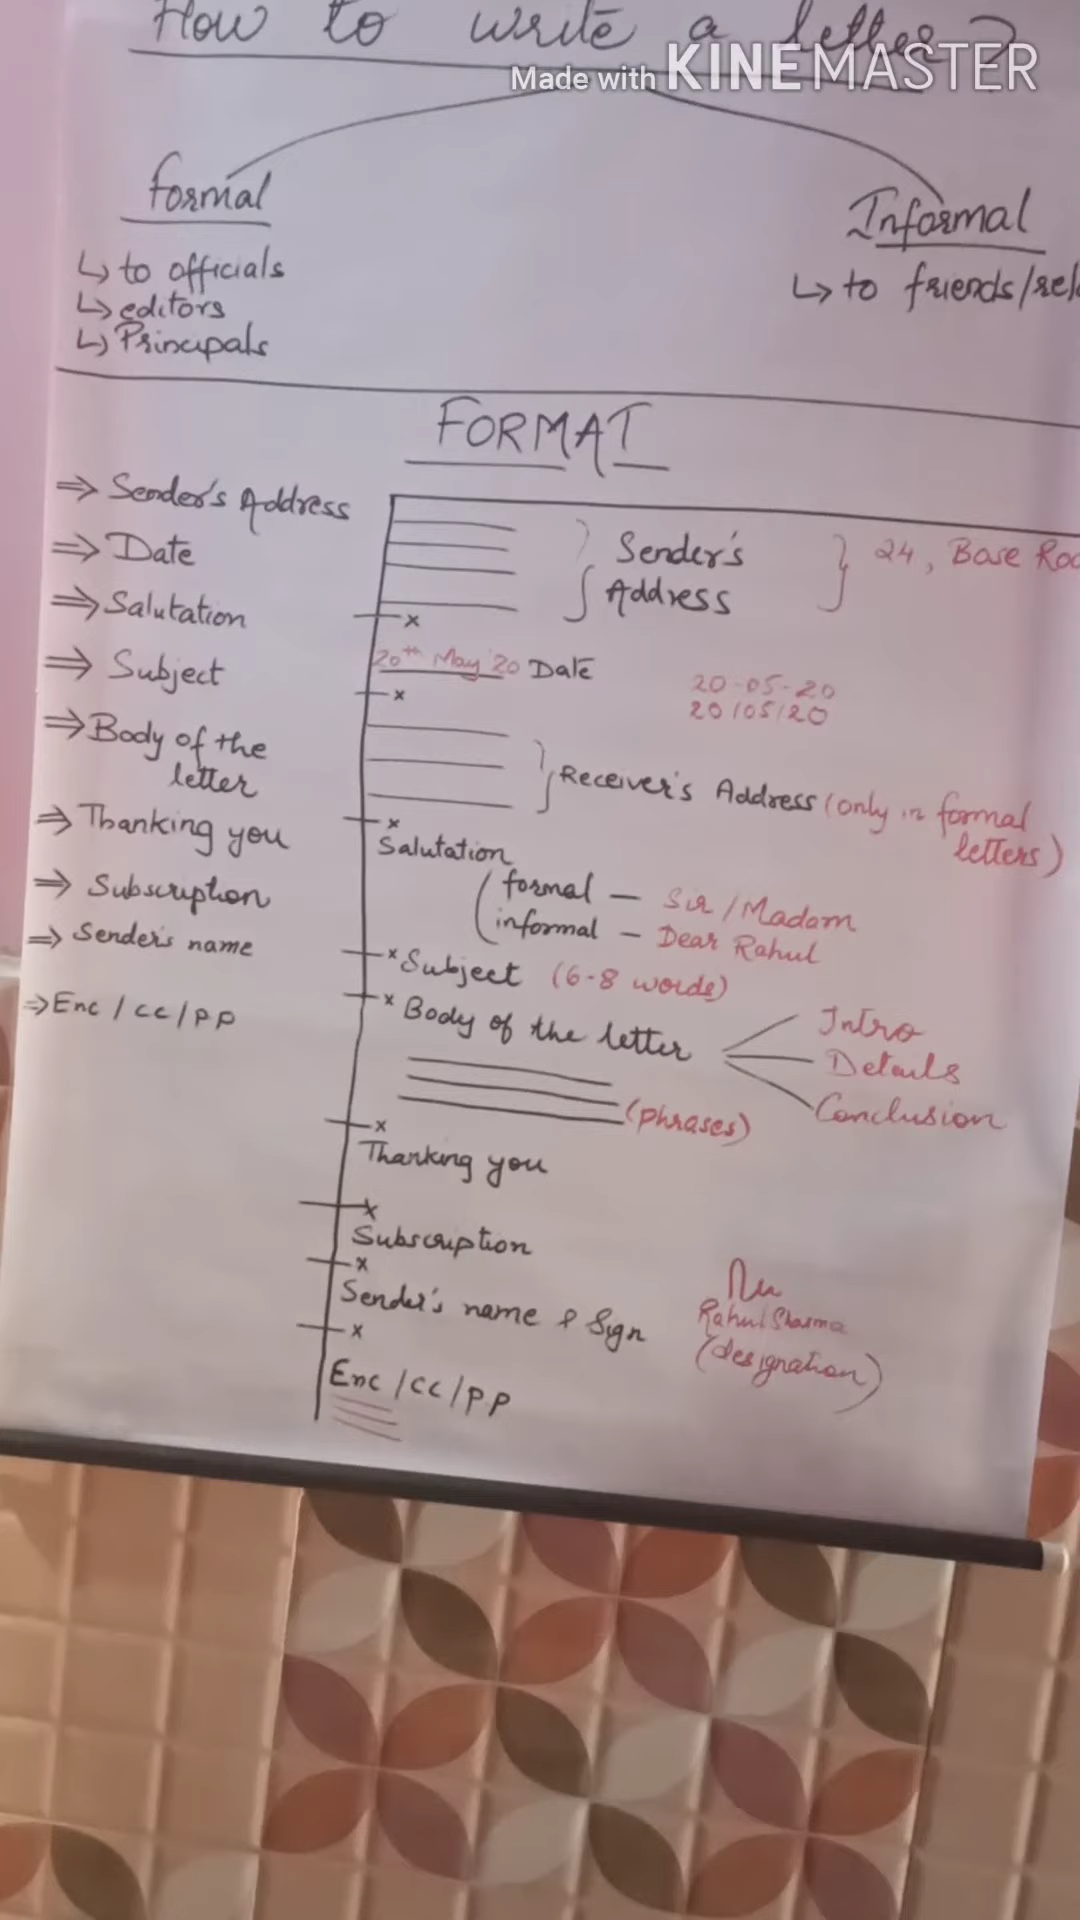 How to write a letter?
Made with KINEMASTER
Formal
↳ to officials
↳ editors
↳ Principals
Informal
↳ to friends/rel
FORMAT
⇒ Sender's Address
⇒ Date
⇒ Salutation
⇒ Subject
⇒ Body of the
letter
⇒ Thanking you
⇒ Subscription
⇒ Sender's name
⇒ Enc / cc / pp
Sender's
Address
24, Base Roa
x
20th May '20 Date
20-05-20
20/05/20
x
Receiver's Address (only in formal
letters)
x
Salutation
formal — Sir/Madam
informal — Dear Rahul
x Subject (6-8 words)
x Body of the letter
Intro
Details
Conclusion
(phrases)
x
Thanking you
x
Subscription
x
Sender's name & Sign
Rahul Sharma
(designation)
x
Enc / cc / pp